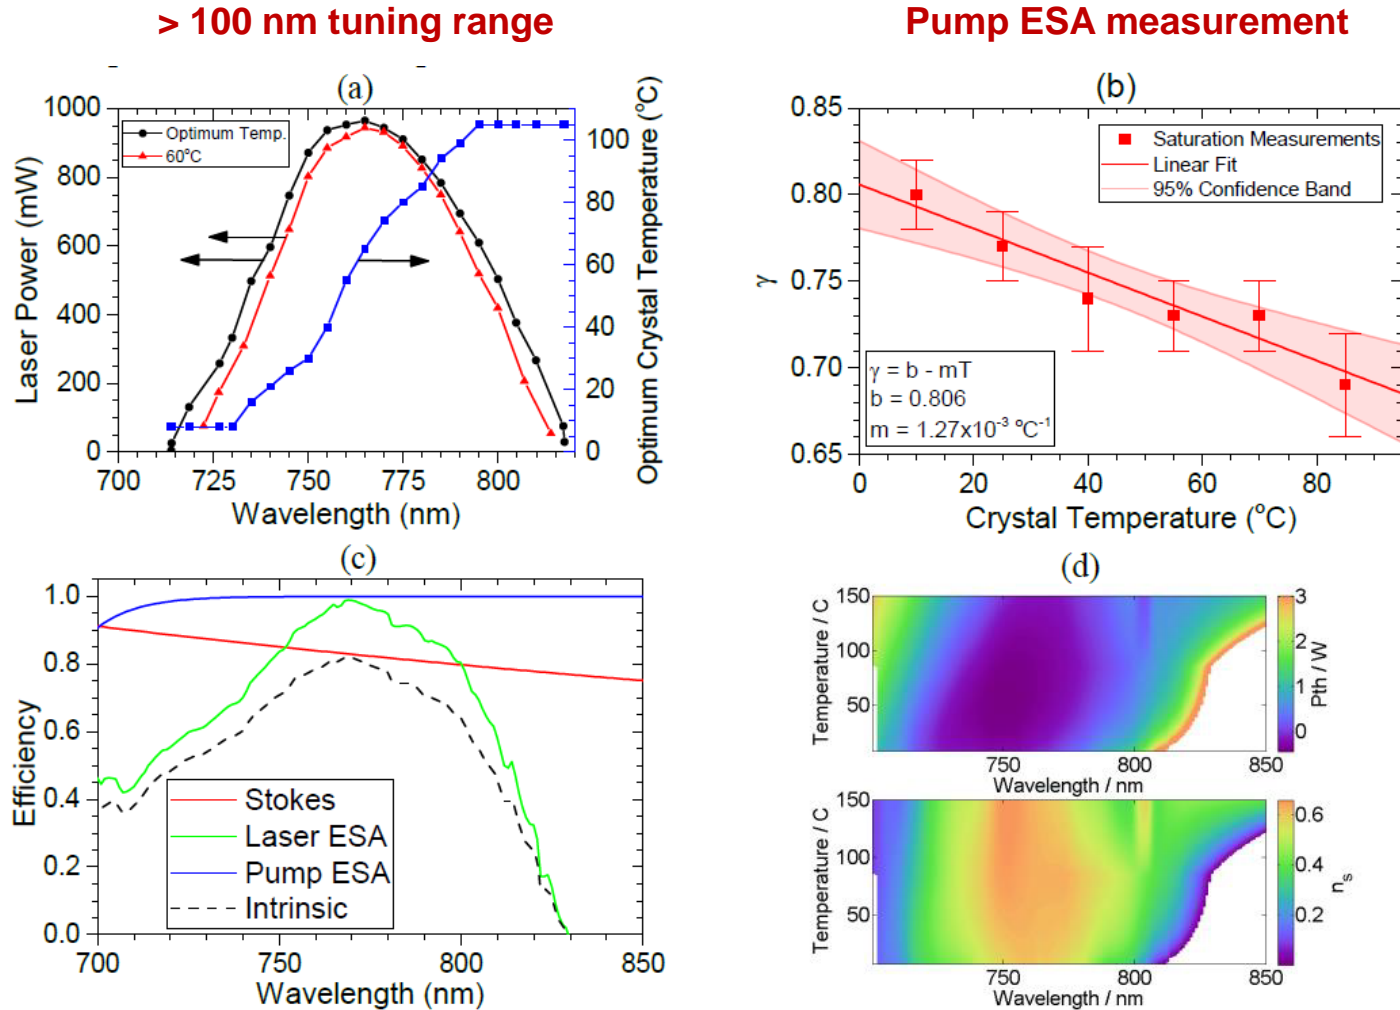 > 100 nm tuning range
Pump ESA measurement
(a)
1000
800
600
400
200
0
Laser Power (mW)
Optimum Temp.
60°C
100
80
60
40
20
0
Optimum Crystal Temperature (°C)
700 725 750 775 800
Wavelength (nm)
(b)
0.85
0.80
0.75
0.70
0.65
γ
Saturation Measurements
Linear Fit
95% Confidence Band
γ = b - mT
b = 0.806
m = 1.27x10⁻³ °C⁻¹
0 20 40 60 80
Crystal Temperature (°C)
(c)
1.0
0.8
0.6
0.4
0.2
0.0
Efficiency
Stokes
Laser ESA
Pump ESA
Intrinsic
700 750 800 850
Wavelength (nm)
(d)
150
100
50
Temperature / C
750 800 850
Wavelength / nm
3
2
1
0
Pth / W
150
100
50
Temperature / C
750 800 850
Wavelength / nm
0.6
0.4
0.2
n_s